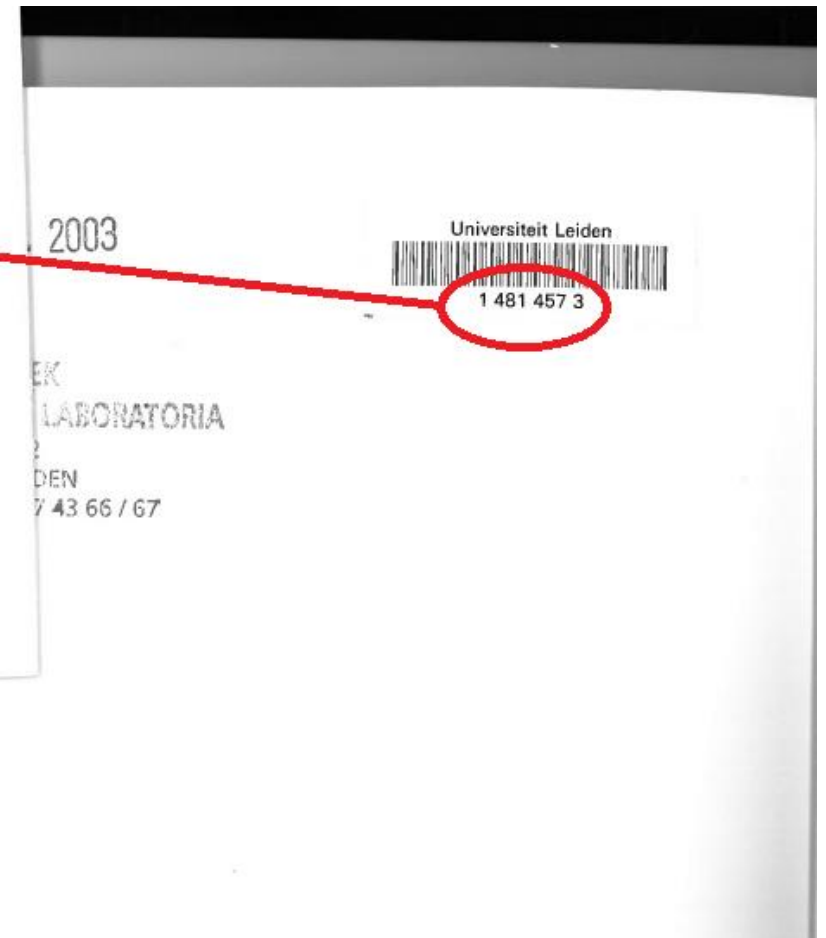 2003
Universiteit Leiden
1 481 457 3
EK
LABORATORIA
DEN
7 43 66 / 67